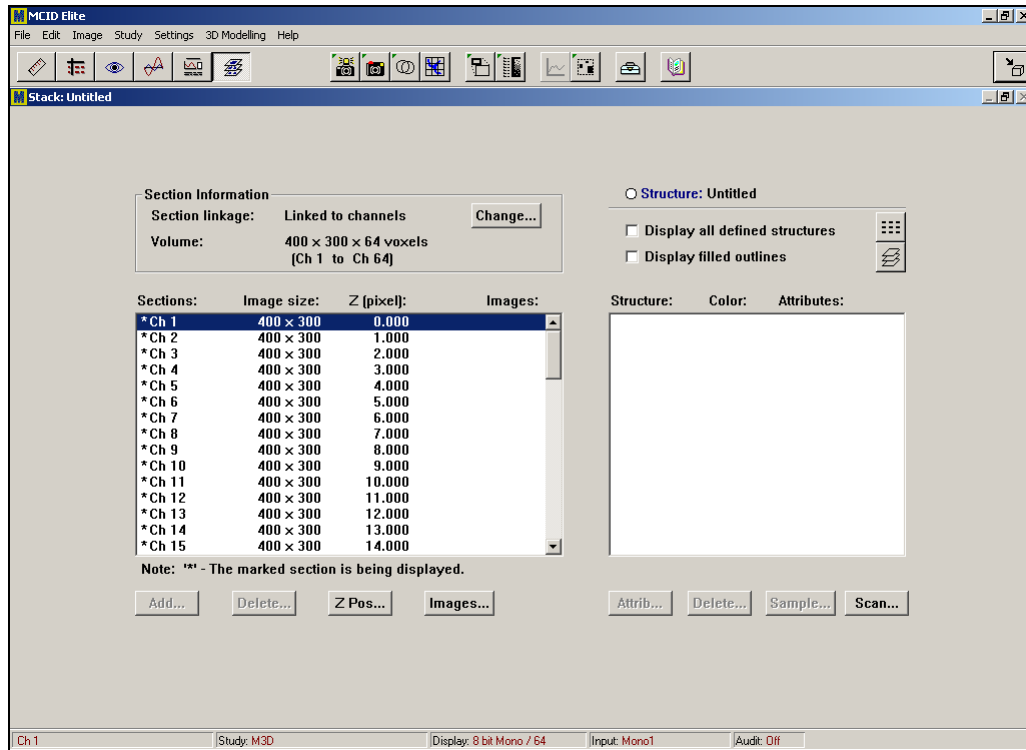 MCID Elite
File Edit Image Study Settings 3D Modelling Help
Stack: Untitled
Section Information
Section linkage: Linked to channels Change...
Volume: 400 × 300 × 64 voxels
(Ch 1 to Ch 64)
Structure: Untitled
Display all defined structures
Display filled outlines
Sections: Image size: Z (pixel): Images:
*Ch 1 400 × 300 0.000
*Ch 2 400 × 300 1.000
*Ch 3 400 × 300 2.000
*Ch 4 400 × 300 3.000
*Ch 5 400 × 300 4.000
*Ch 6 400 × 300 5.000
*Ch 7 400 × 300 6.000
*Ch 8 400 × 300 7.000
*Ch 9 400 × 300 8.000
*Ch 10 400 × 300 9.000
*Ch 11 400 × 300 10.000
*Ch 12 400 × 300 11.000
*Ch 13 400 × 300 12.000
*Ch 14 400 × 300 13.000
*Ch 15 400 × 300 14.000
Note: '*' - The marked section is being displayed.
Add... Delete... Z Pos... Images...
Structure: Color: Attributes:
Attrib... Delete... Sample... Scan...
Ch 1 Study: M3D Display: 8 bit Mono / 64 Input: Mono1 Audit: Off